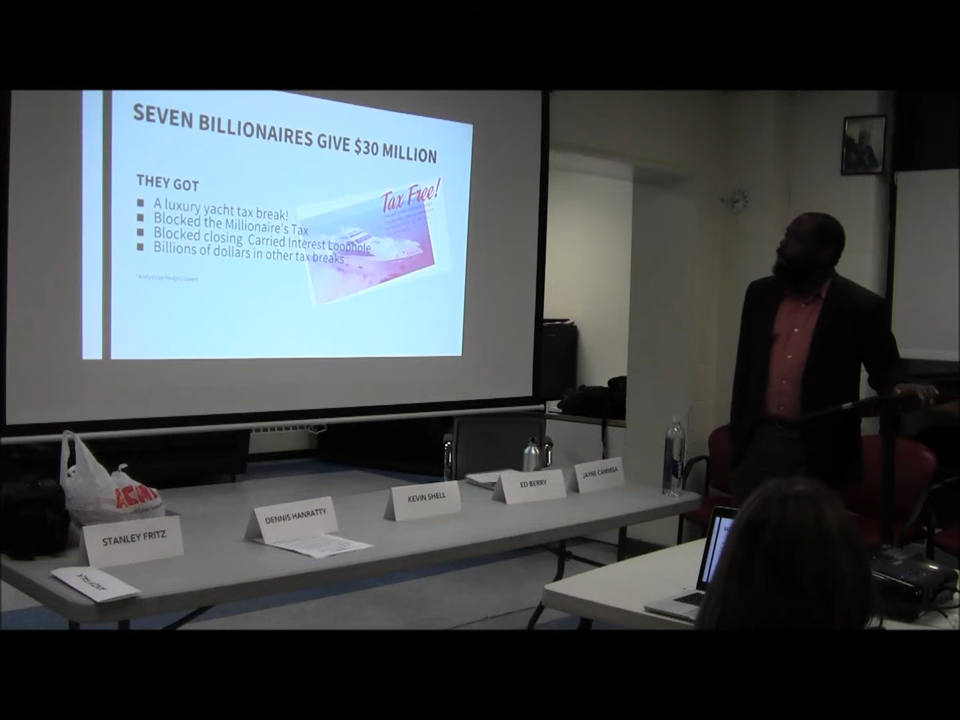 SEVEN BILLIONAIRES GIVE $30 MILLION
THEY GOT
A luxury yacht tax break!
Blocked the Millionaire's Tax
Blocked closing Carried Interest Loophole
Billions of dollars in other tax breaks
Tax Free!
STANLEY FRITZ
DENNIS HANRATTY
KEVIN SHELL
ED BERRY
JAYNE CAMMISA